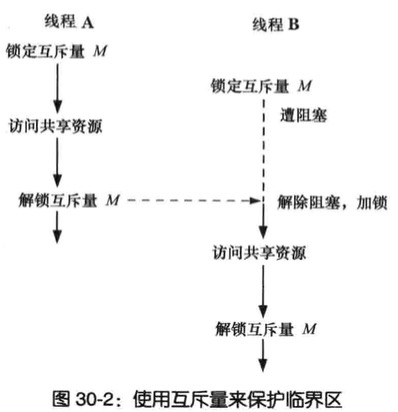 线程 A
线程 B
锁定互斥量 M
锁定互斥量 M
遭阻塞
访问共享资源
解锁互斥量 M
解除阻塞，加锁
访问共享资源
解锁互斥量 M
图 30-2：使用互斥量来保护临界区